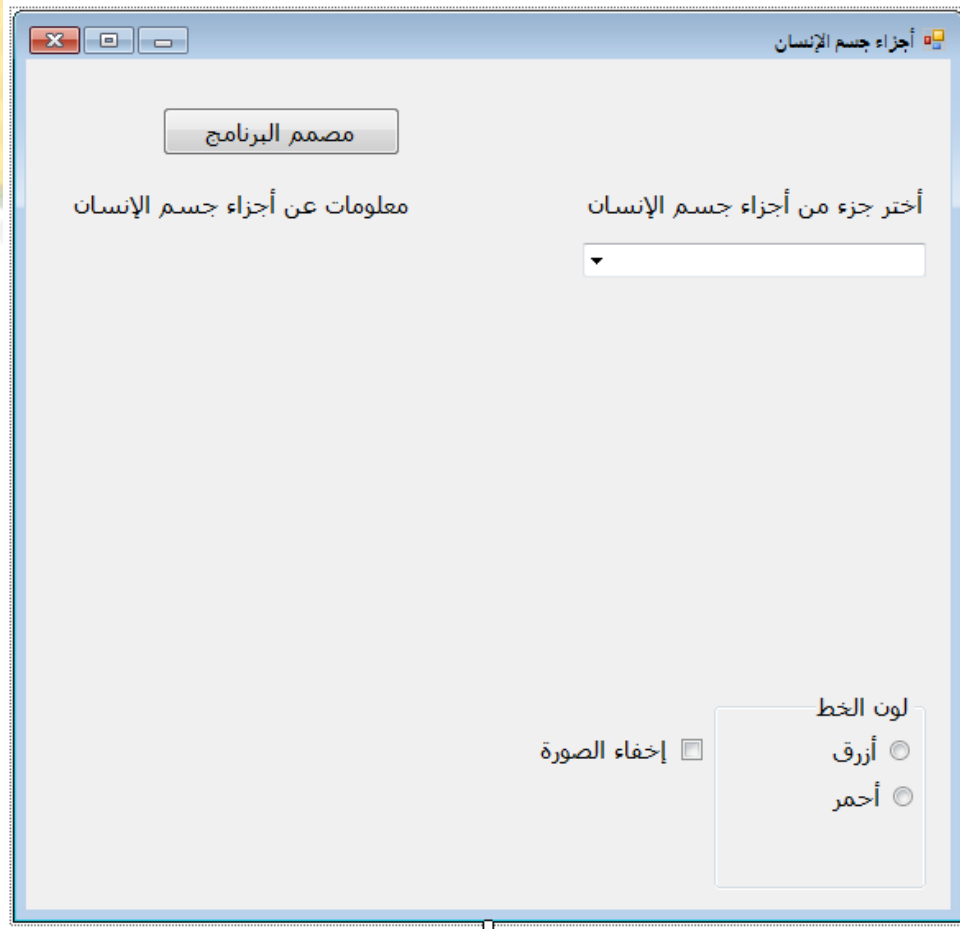 أجزاء جسم الإنسان
مصمم البرنامج
أختر جزء من أجزاء جسم الإنسان
معلومات عن أجزاء جسم الإنسان
لون الخط
أزرق
إخفاء الصورة
أحمر